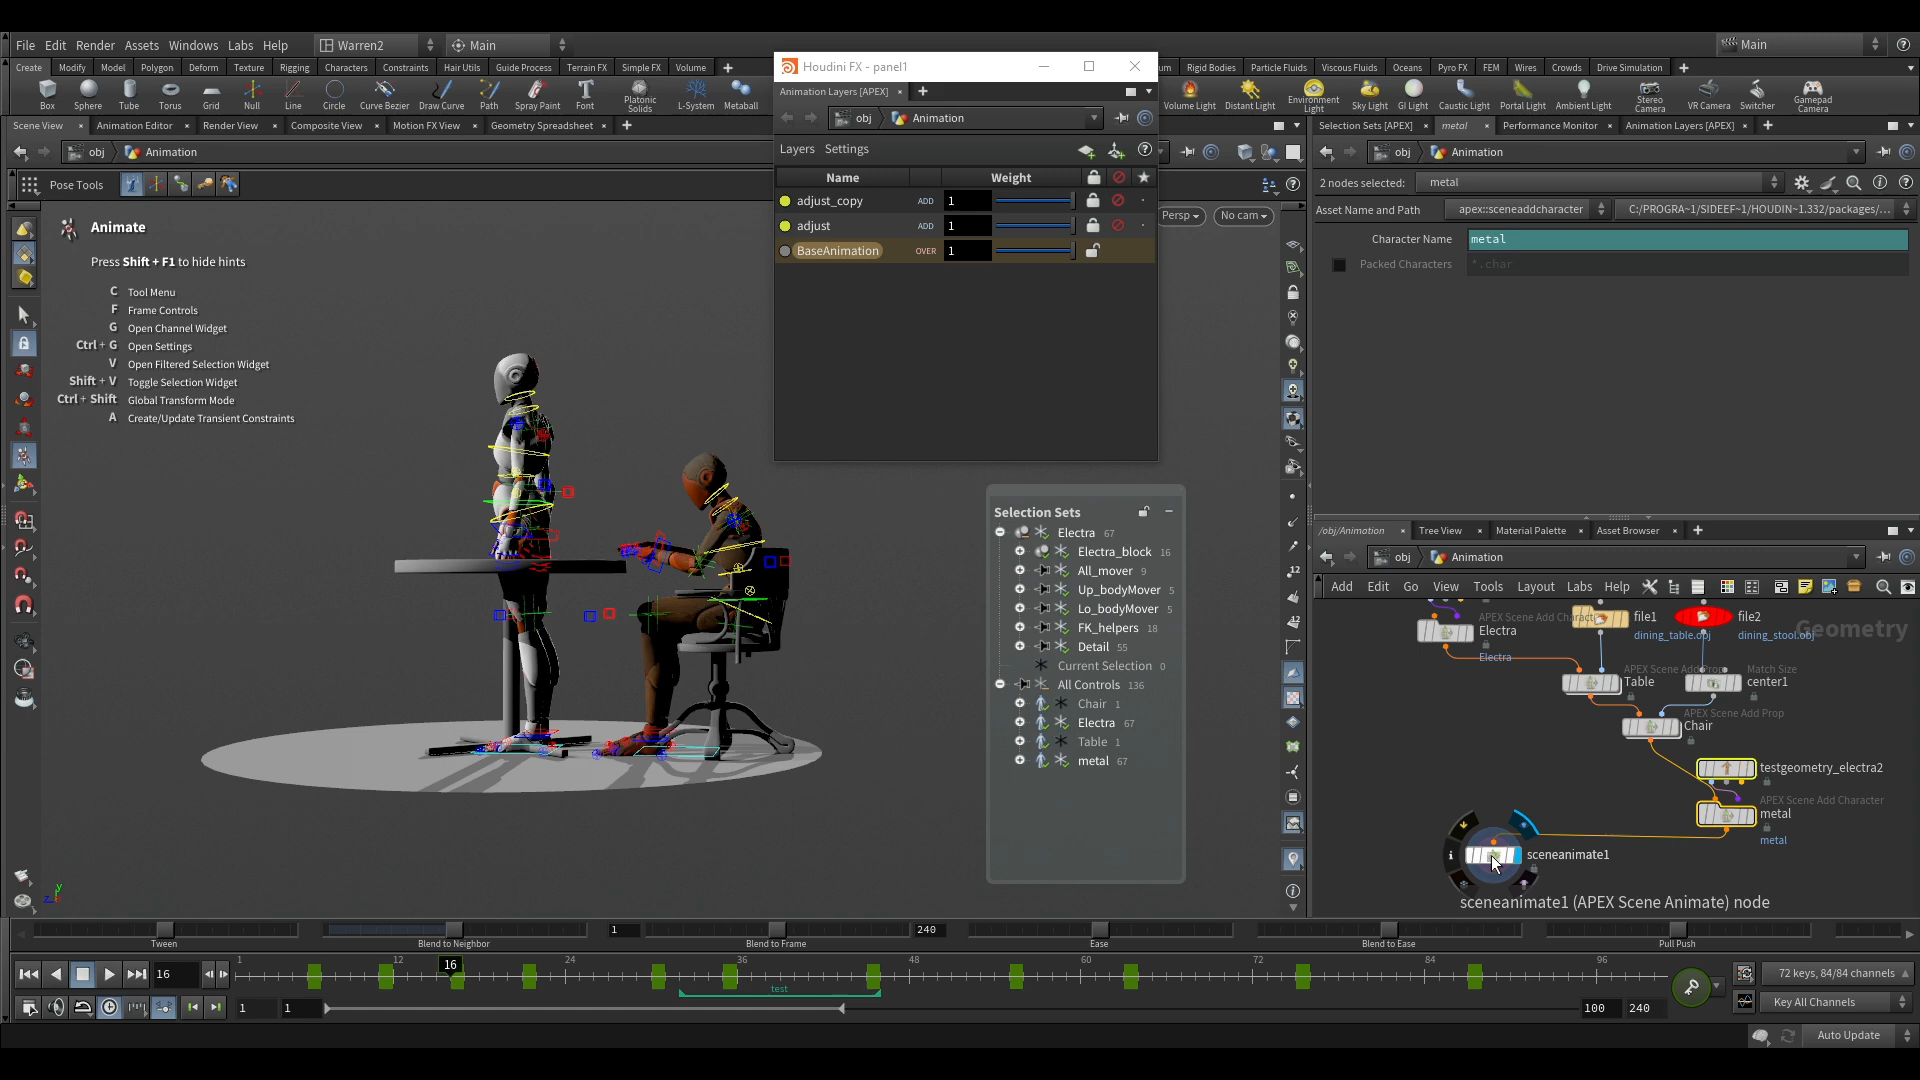 File Edit Render Assets Windows Labs Help Warren2 Main Main
Create Modify Model Polygon Deform Texture Rigging Characters Constraints Hair Utils Guide Process Terrain FX Simple FX Volume
Rigid Bodies Particle Fluids Viscous Fluids Oceans Pyro FX FEM Wires Crowds Drive Simulation
Box Sphere Tube Torus Grid Null Line Circle Curve Bezier Draw Curve Path Spray Paint Font Platonic Solids L-System Metaball
Volume Light Distant Light Environment Light Sky Light GI Light Caustic Light Portal Light Ambient Light Stereo Camera VR Camera Switcher Gamepad Camera
Scene View Animation Editor Render View Composite View Motion FX View Geometry Spreadsheet
obj Animation
Pose Tools
Animate
Press Shift + F1 to hide hints
C Tool Menu
F Frame Controls
G Open Channel Widget
Ctrl + G Open Settings
V Open Filtered Selection Widget
Shift + V Toggle Selection Widget
Ctrl + Shift Global Transform Mode
A Create/Update Transient Constraints
Persp No cam
Houdini FX - panel1
Animation Layers [APEX]
obj Animation
Layers Settings
Name Weight
adjust_copy ADD 1
adjust ADD 1
BaseAnimation OVER 1
Selection Sets
Electra 67
Electra_block 16
All_mover 9
Up_bodyMover 5
Lo_bodyMover 5
FK_helpers 18
Detail 55
Current Selection 0
All Controls 136
Chair 1
Electra 67
Table 1
metal 67
Selection Sets [APEX] metal Performance Monitor Animation Layers [APEX]
obj Animation
2 nodes selected: metal
Asset Name and Path apex::sceneaddcharacter C:/PROGRA~1/SIDEEF~1/HOUDIN~1.332/packages/...
Character Name metal
Packed Characters *.char
/obj/Animation Tree View Material Palette Asset Browser
obj Animation
Add Edit Go View Tools Layout Labs Help
Geometry
APEX Scene Add Charact
Electra
Electra
file1
dining_table.obj
file2
dining_stool.obj
APEX Scene Add Prop
Table
Match Size
center1
APEX Scene Add Prop
Chair
testgeometry_electra2
APEX Scene Add Character
metal
metal
sceneanimate1
sceneanimate1 (APEX Scene Animate) node
1 240
Tween Blend to Neighbor Blend to Frame Ease Blend to Ease Pull Push
16
1 12 16 24 36 48 60 72 84 96
test
72 keys, 84/84 channels
1 1 100 240
Key All Channels
Auto Update